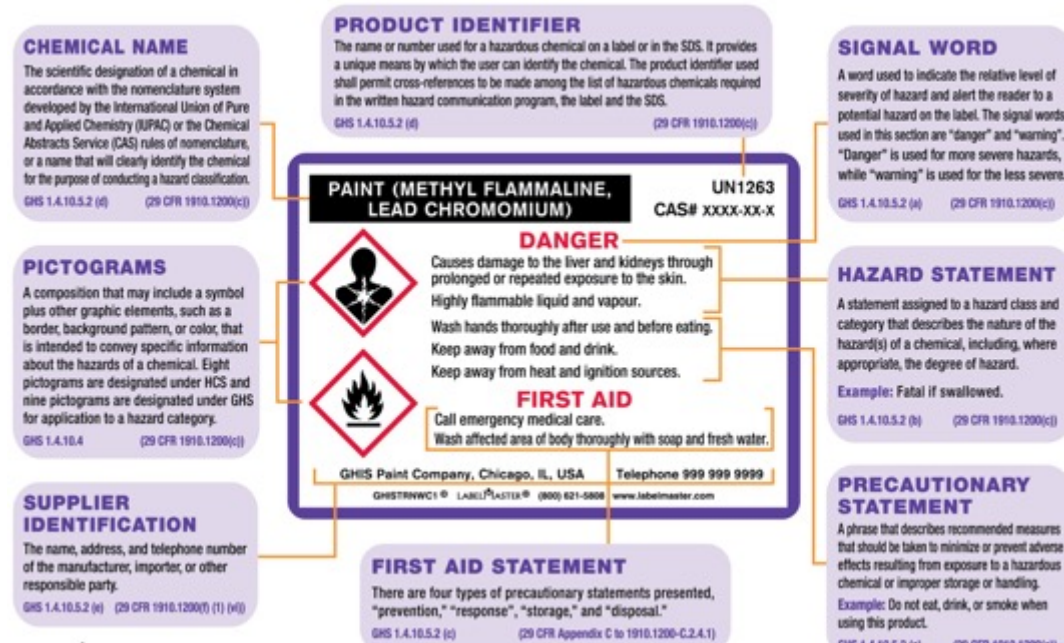 PRODUCT IDENTIFIER
The name or number used for a hazardous chemical on a label or in the SDS. It provides
a unique means by which the user can identify the chemical. The product identifier used
shall permit cross-references to be made among the list of hazardous chemicals required
in the written hazard communication program, the label and the SDS.
GHS 1.4.10.5.2 (d) (29 CFR 1910.1200(c))
CHEMICAL NAME
The scientific designation of a chemical in
accordance with the nomenclature system
developed by the International Union of Pure
and Applied Chemistry (IUPAC) or the Chemical
Abstracts Service (CAS) rules of nomenclature,
or a name that will clearly identify the chemical
for the purpose of conducting a hazard classification.
GHS 1.4.10.5.2 (d) (29 CFR 1910.1200(c))
SIGNAL WORD
A word used to indicate the relative level of
severity of hazard and alert the reader to a
potential hazard on the label. The signal words
used in this section are "danger" and "warning".
"Danger" is used for more severe hazards,
while "warning" is used for the less severe.
GHS 1.4.10.5.2 (a) (29 CFR 1910.1200(c))
PAINT (METHYL FLAMMALINE,
LEAD CHROMOMIUM)
UN1263
CAS# xxxx-xx-x
DANGER
Causes damage to the liver and kidneys through
prolonged or repeated exposure to the skin.
Highly flammable liquid and vapour.
Wash hands thoroughly after use and before eating.
Keep away from food and drink.
Keep away from heat and ignition sources.
FIRST AID
Call emergency medical care.
Wash affected area of body thoroughly with soap and fresh water.
GHIS Paint Company, Chicago, IL, USA Telephone 999 999 9999
GHISTRNWC1 ® LABELMASTER® (800) 621-5808 www.labelmaster.com
PICTOGRAMS
A composition that may include a symbol
plus other graphic elements, such as a
border, background pattern, or color, that
is intended to convey specific information
about the hazards of a chemical. Eight
pictograms are designated under HCS and
nine pictograms are designated under GHS
for application to a hazard category.
GHS 1.4.10.4 (29 CFR 1910.1200(c))
HAZARD STATEMENT
A statement assigned to a hazard class and
category that describes the nature of the
hazard(s) of a chemical, including, where
appropriate, the degree of hazard.
Example: Fatal if swallowed.
GHS 1.4.10.5.2 (b) (29 CFR 1910.1200(c))
SUPPLIER
IDENTIFICATION
The name, address, and telephone number
of the manufacturer, importer, or other
responsible party.
GHS 1.4.10.5.2 (e) (29 CFR 1910.1200(f) (1) (vi))
FIRST AID STATEMENT
There are four types of precautionary statements presented,
"prevention," "response", "storage," and "disposal."
GHS 1.4.10.5.2 (c) (29 CFR Appendix C to 1910.1200-C.2.4.1)
PRECAUTIONARY
STATEMENT
A phrase that describes recommended measures
that should be taken to minimize or prevent adverse
effects resulting from exposure to a hazardous
chemical or improper storage or handling.
Example: Do not eat, drink, or smoke when
using this product.